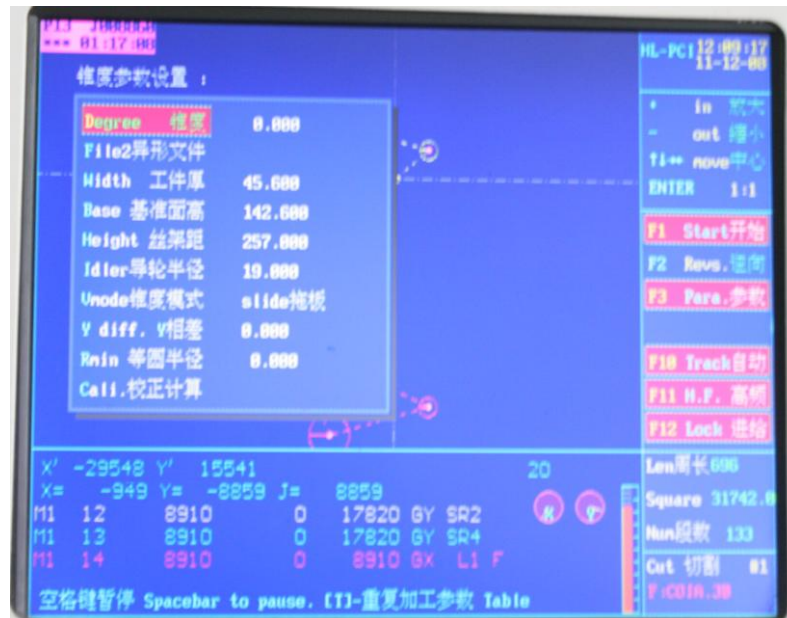 *** 01:17:08
锥度参数设置 :
Degree 锥度 0.000
File2异形文件
Width 工件厚 45.600
Base 基准面高 142.600
Height 丝架距 257.000
Idler导轮半径 19.000
Vmode锥度模式 slide拖板
Y diff. Y相差 0.000
Rmin 等圆半径 0.000
Cali.校正计算
HL-PCI 12:09:17
11-12-08
+ in 放大
- out 缩小
↑↓↔ move中心
ENTER 1:1
F1 Start开始
F2 Revs.逆向
F3 Para.参数
F10 Track自动
F11 H.F. 高频
F12 Lock 进给
X' -29548 Y' 15541 20
X= -949 Y= -8859 J= 8859
M1 12 8910 0 17820 GY SR2
M1 13 8910 0 17820 GY SR4
M1 14 8910 0 8910 GX L1 F
X Y
空格键暂停 Spacebar to pause. [T]-重复加工参数 Table
Len周长696
Square 31742.0
Num段数 133
Cut 切割 #1